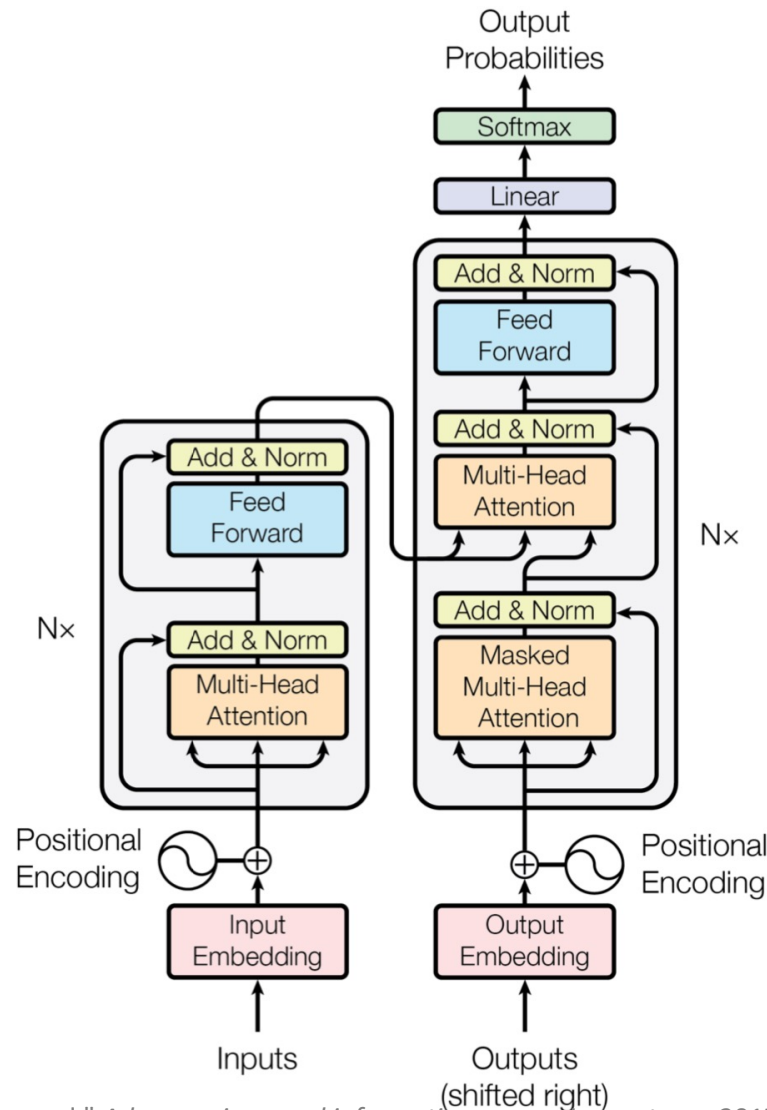 Output
Probabilities
Softmax
Linear
Add & Norm
Feed
Forward
Add & Norm
Multi-Head
Attention
Add & Norm
Masked
Multi-Head
Attention
Nx
Add & Norm
Feed
Forward
Add & Norm
Multi-Head
Attention
Nx
Positional
Encoding
Positional
Encoding
Input
Embedding
Output
Embedding
Inputs
Outputs
(shifted right)